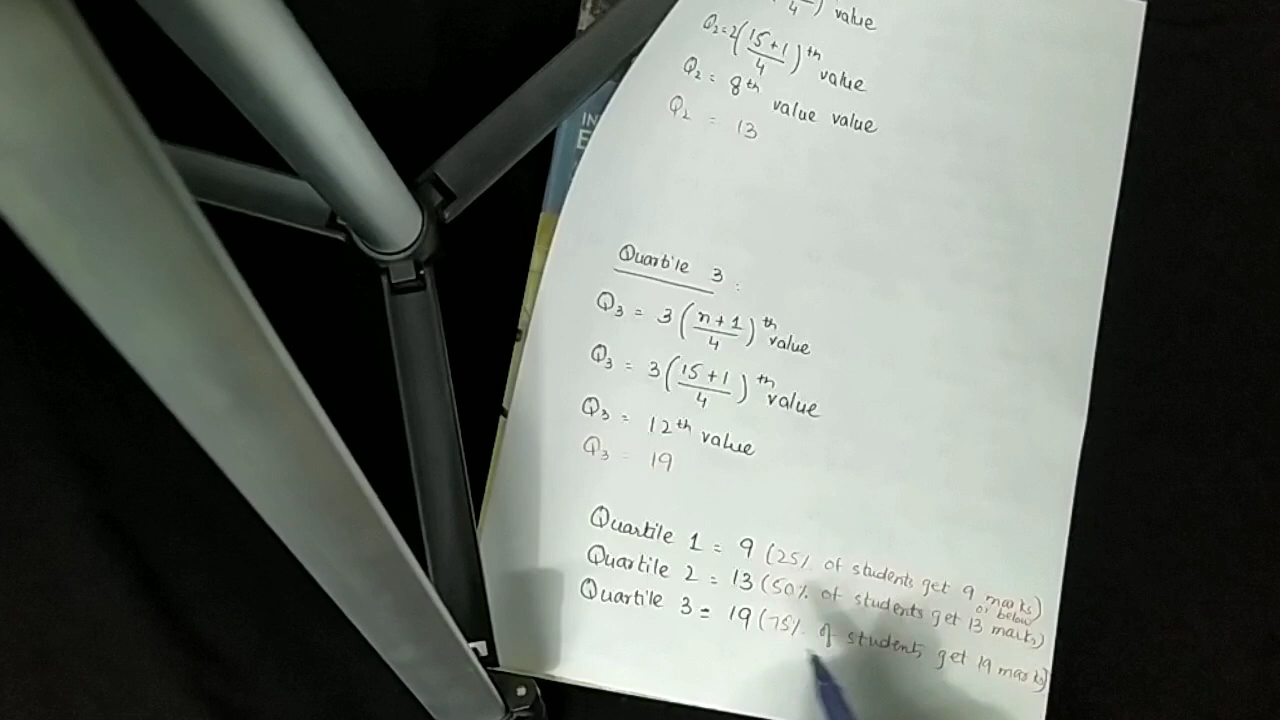 4) value
Q₂=2(15+1/4)th value
Q₂ = 8th value value
Q₂ = 13
Quartile 3 :
Q₃ = 3(n+1/4)th value
Q₃ = 3(15+1/4)th value
Q₃ = 12th value
Q₃ = 19
Quartile 1 = 9 (25% of students get 9 marks)
or below
Quartile 2 = 13 (50% of students get 13 marks)
Quartile 3 = 19 (75% of students get 19 marks)